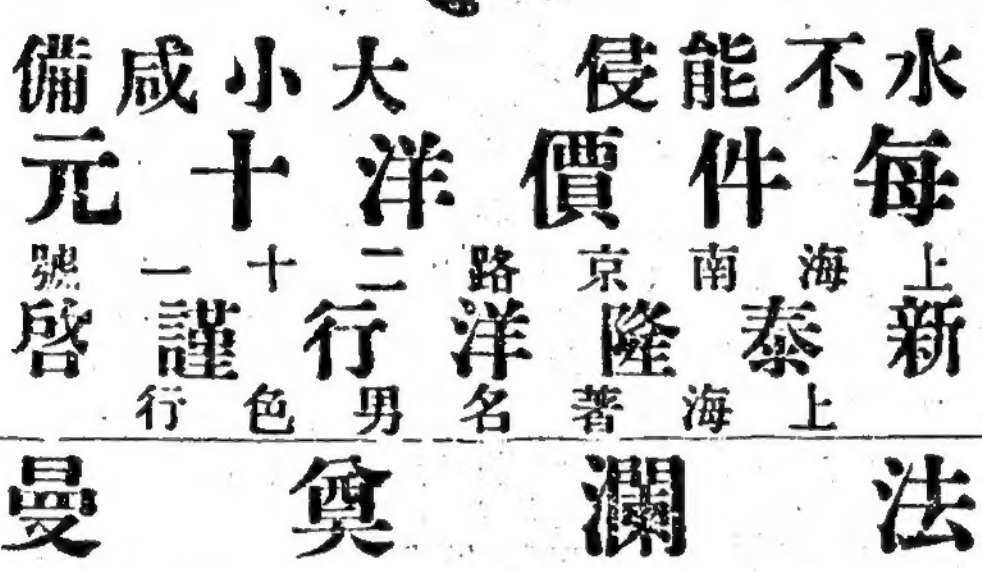 水不能侵 大小咸備
每件價洋十元
上海南京路二十一號
新泰隆洋行謹啓
上海著名男色行
法瀾奠曼